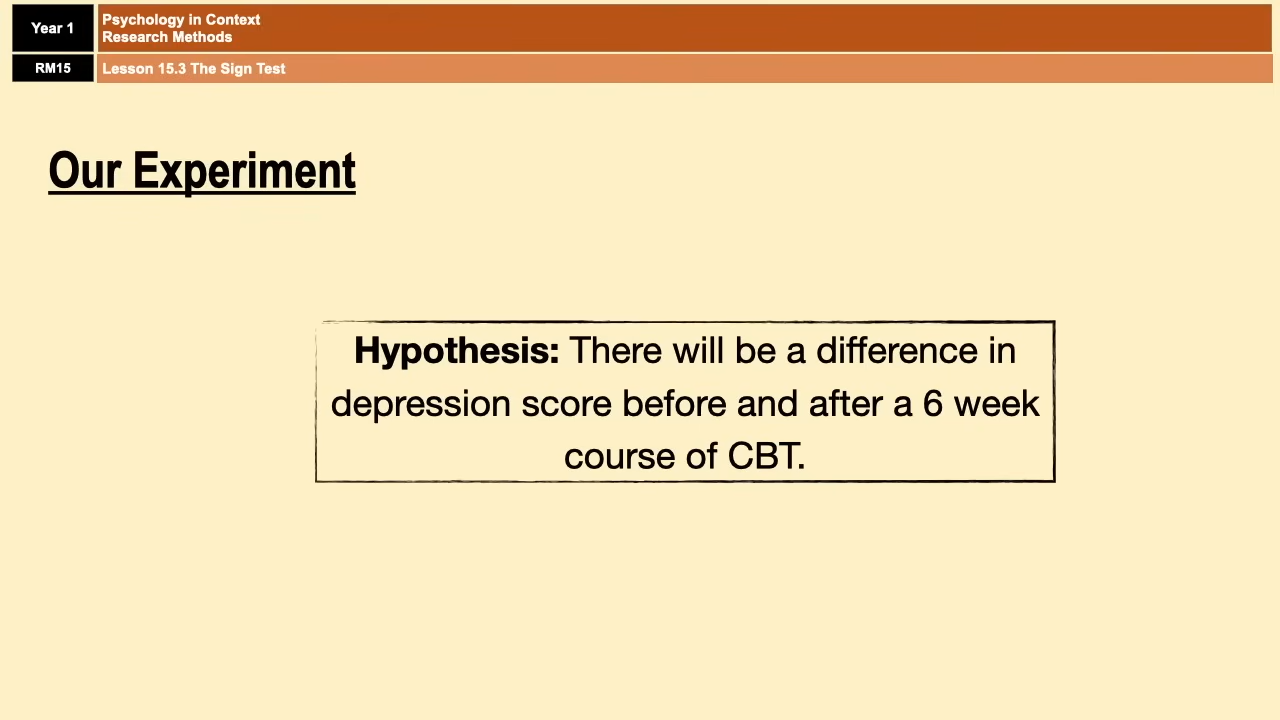 Year 1
Psychology in Context
Research Methods
RM15
Lesson 15.3 The Sign Test
Our Experiment
Hypothesis: There will be a difference in
depression score before and after a 6 week
course of CBT.